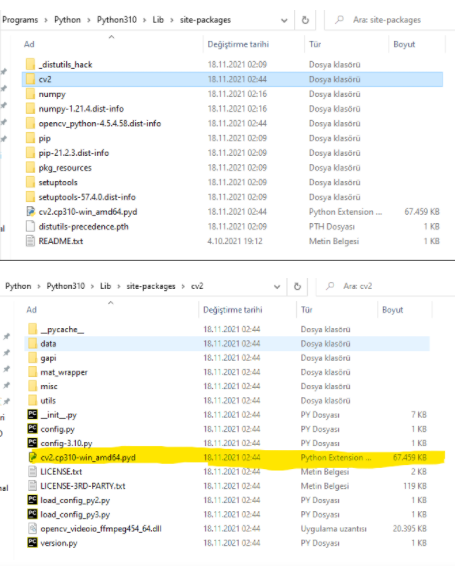 Programs > Python > Python310 > Lib > site-packages
Ara: site-packages
Ad Değiştirme tarihi Tür Boyut
_distutils_hack 18.11.2021 02:09 Dosya klasörü
cv2 18.11.2021 02:44 Dosya klasörü
numpy 18.11.2021 02:16 Dosya klasörü
numpy-1.21.4.dist-info 18.11.2021 02:16 Dosya klasörü
opencv_python-4.5.4.58.dist-info 18.11.2021 02:44 Dosya klasörü
pip 18.11.2021 02:09 Dosya klasörü
pip-21.2.3.dist-info 18.11.2021 02:09 Dosya klasörü
pkg_resources 18.11.2021 02:09 Dosya klasörü
setuptools 18.11.2021 02:09 Dosya klasörü
setuptools-57.4.0.dist-info 18.11.2021 02:09 Dosya klasörü
cv2.cp310-win_amd64.pyd 18.11.2021 02:44 Python Extension ... 67.459 KB
distutils-precedence.pth 18.11.2021 02:09 PTH Dosyası 1 KB
README.txt 4.10.2021 19:12 Metin Belgesi 1 KB
Python > Python310 > Lib > site-packages > cv2
Ara: cv2
Ad Değiştirme tarihi Tür Boyut
__pycache__ 18.11.2021 02:44 Dosya klasörü
data 18.11.2021 02:44 Dosya klasörü
gapi 18.11.2021 02:44 Dosya klasörü
mat_wrapper 18.11.2021 02:44 Dosya klasörü
misc 18.11.2021 02:44 Dosya klasörü
utils 18.11.2021 02:44 Dosya klasörü
__init__.py 18.11.2021 02:44 PY Dosyası 7 KB
config.py 18.11.2021 02:44 PY Dosyası 1 KB
config-3.10.py 18.11.2021 02:44 PY Dosyası 1 KB
cv2.cp310-win_amd64.pyd 18.11.2021 02:44 Python Extension ... 67.459 KB
LICENSE.txt 18.11.2021 02:44 Metin Belgesi 2 KB
LICENSE-3RD-PARTY.txt 18.11.2021 02:44 Metin Belgesi 119 KB
load_config_py2.py 18.11.2021 02:44 PY Dosyası 1 KB
load_config_py3.py 18.11.2021 02:44 PY Dosyası 1 KB
opencv_videoio_ffmpeg454_64.dll 18.11.2021 02:44 Uygulama uzantısı 20.395 KB
version.py 18.11.2021 02:44 PY Dosyası 1 KB